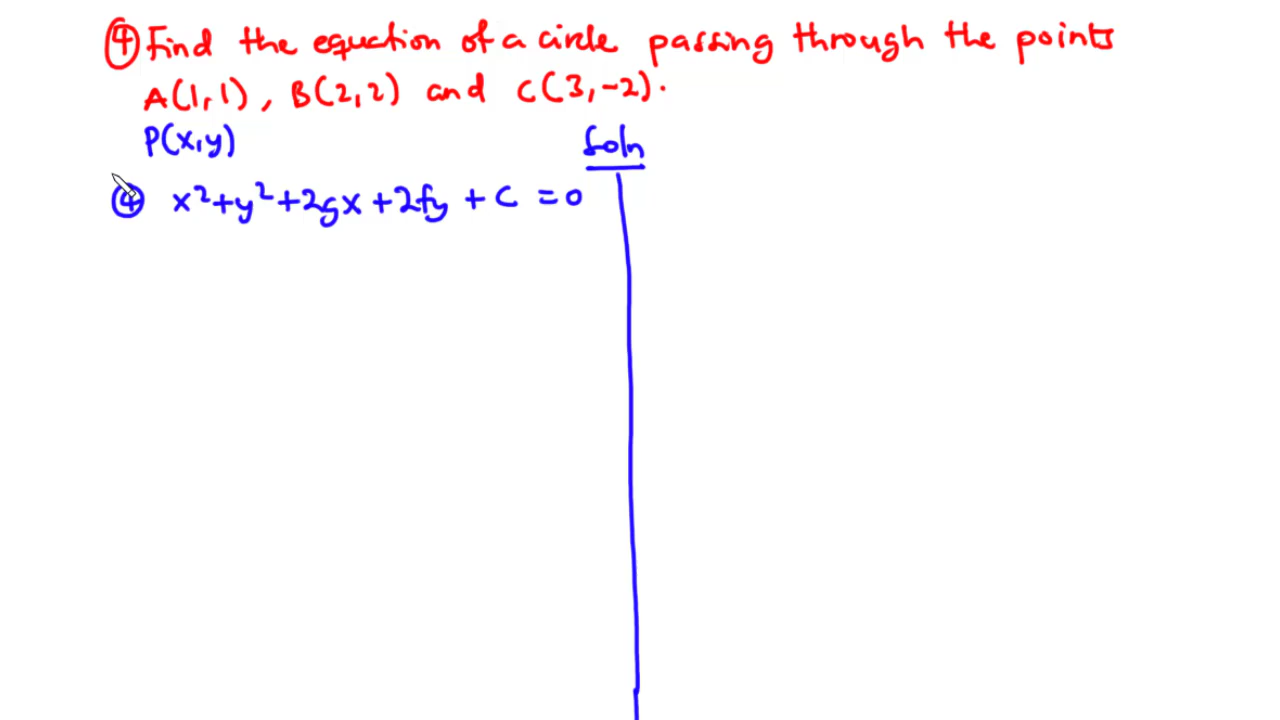 ④ Find the equation of a circle passing through the points
A(1,1), B(2,2) and C(3,-2).
P(x,y)
Soln
④ x²+y²+2gx+2fy+c=0